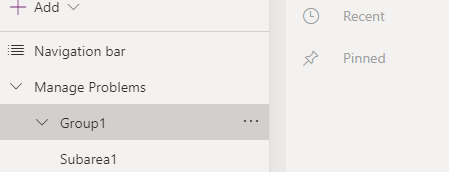 Add
Recent
Navigation bar
Pinned
Manage Problems
Group1
Subarea1